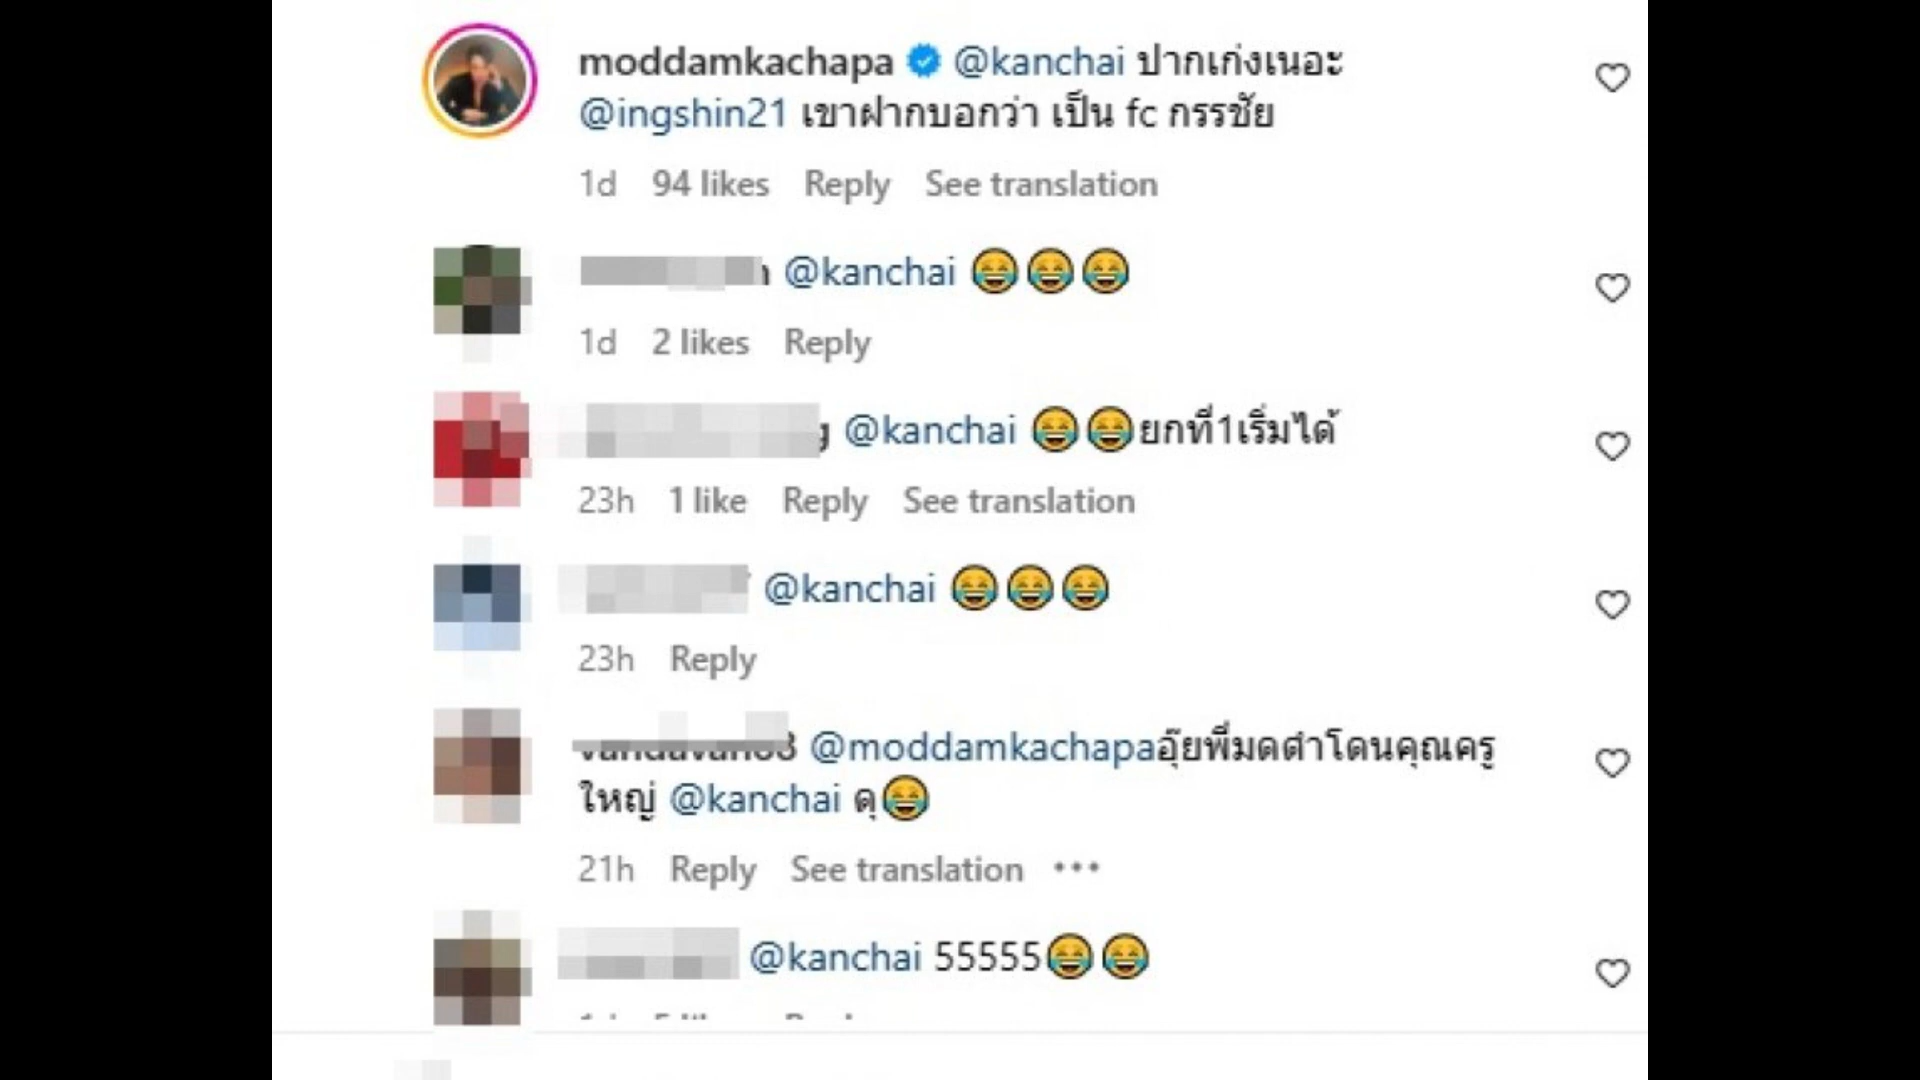 moddamkachapa @kanchai ปากเก่งเนอะ
@ingshin21 เขาฝากบอกว่า เป็น fc กรรชัย
1d 94 likes Reply See translation
@kanchai 😂😂😂
1d 2 likes Reply
@kanchai 😂😂ยกที่1เริ่มได้
23h 1 like Reply See translation
@kanchai 😂😂😂
23h Reply
@moddamkachapaอุ๊ยพี่มดดำโดนคุณครู
ใหญ่ @kanchai ดุ😂
21h Reply See translation •••
@kanchai 55555😂😂